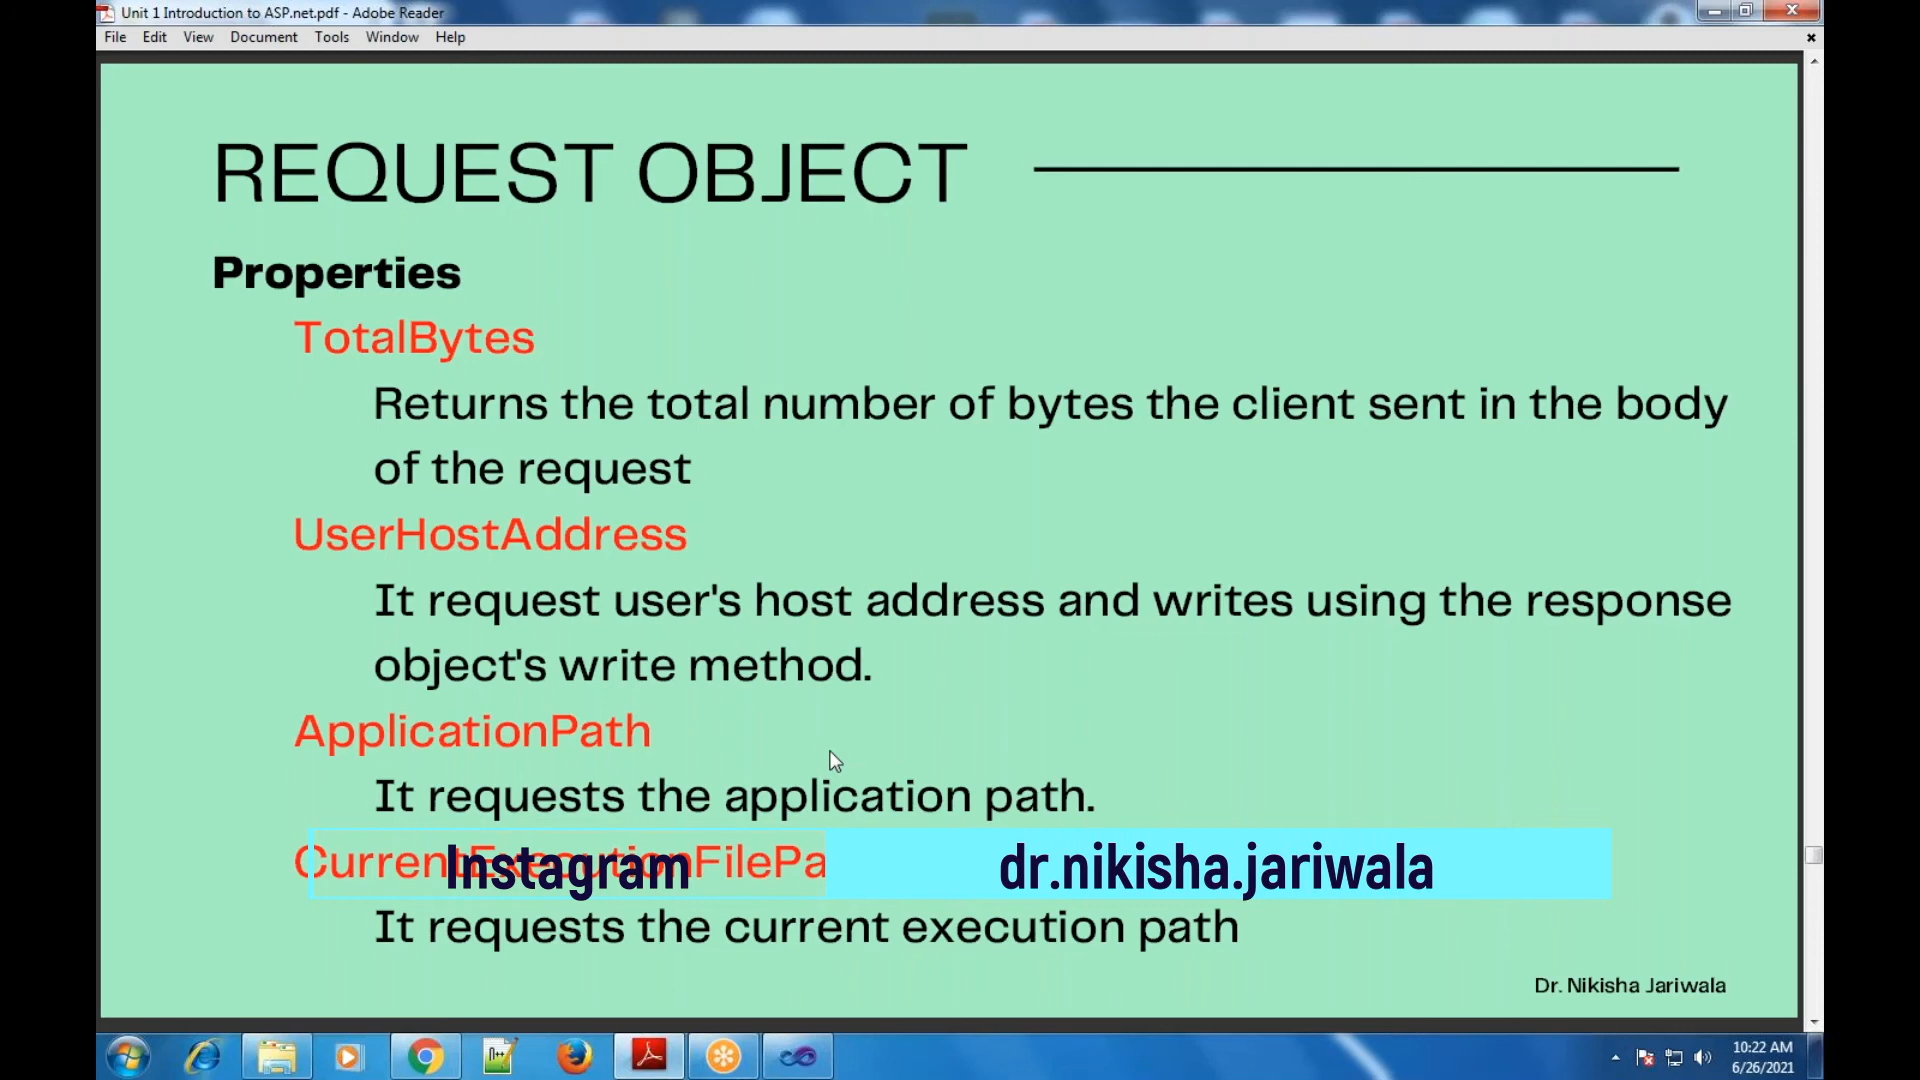 Unit 1 Introduction to ASP.net.pdf - Adobe Reader
File Edit View Document Tools Window Help
REQUEST OBJECT
Properties
TotalBytes
Returns the total number of bytes the client sent in the body
of the request
UserHostAddress
It request user's host address and writes using the response
object's write method.
ApplicationPath
It requests the application path.
CurrentExecutionFilePa
Instagram dr.nikisha.jariwala
It requests the current execution path
Dr. Nikisha Jariwala
10:22 AM
6/26/2021